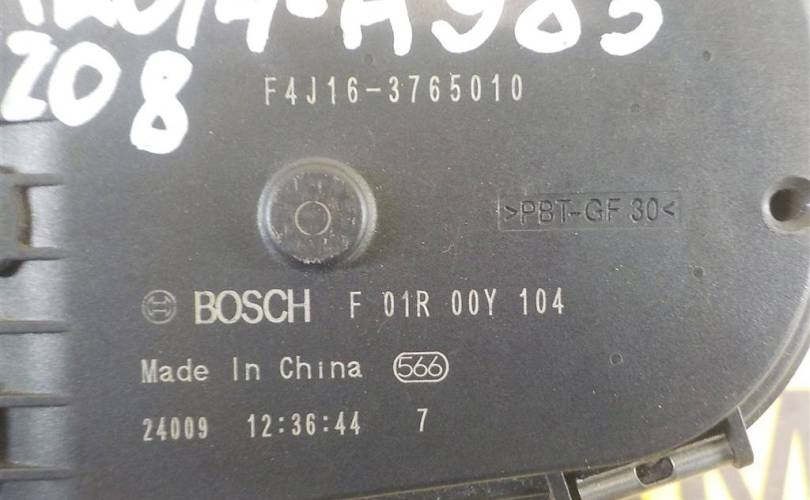 208
F4J16-3765010
>PBT-GF 30<
BOSCH F 01R 00Y 104
Made In China 566
24009 12:36:44 7